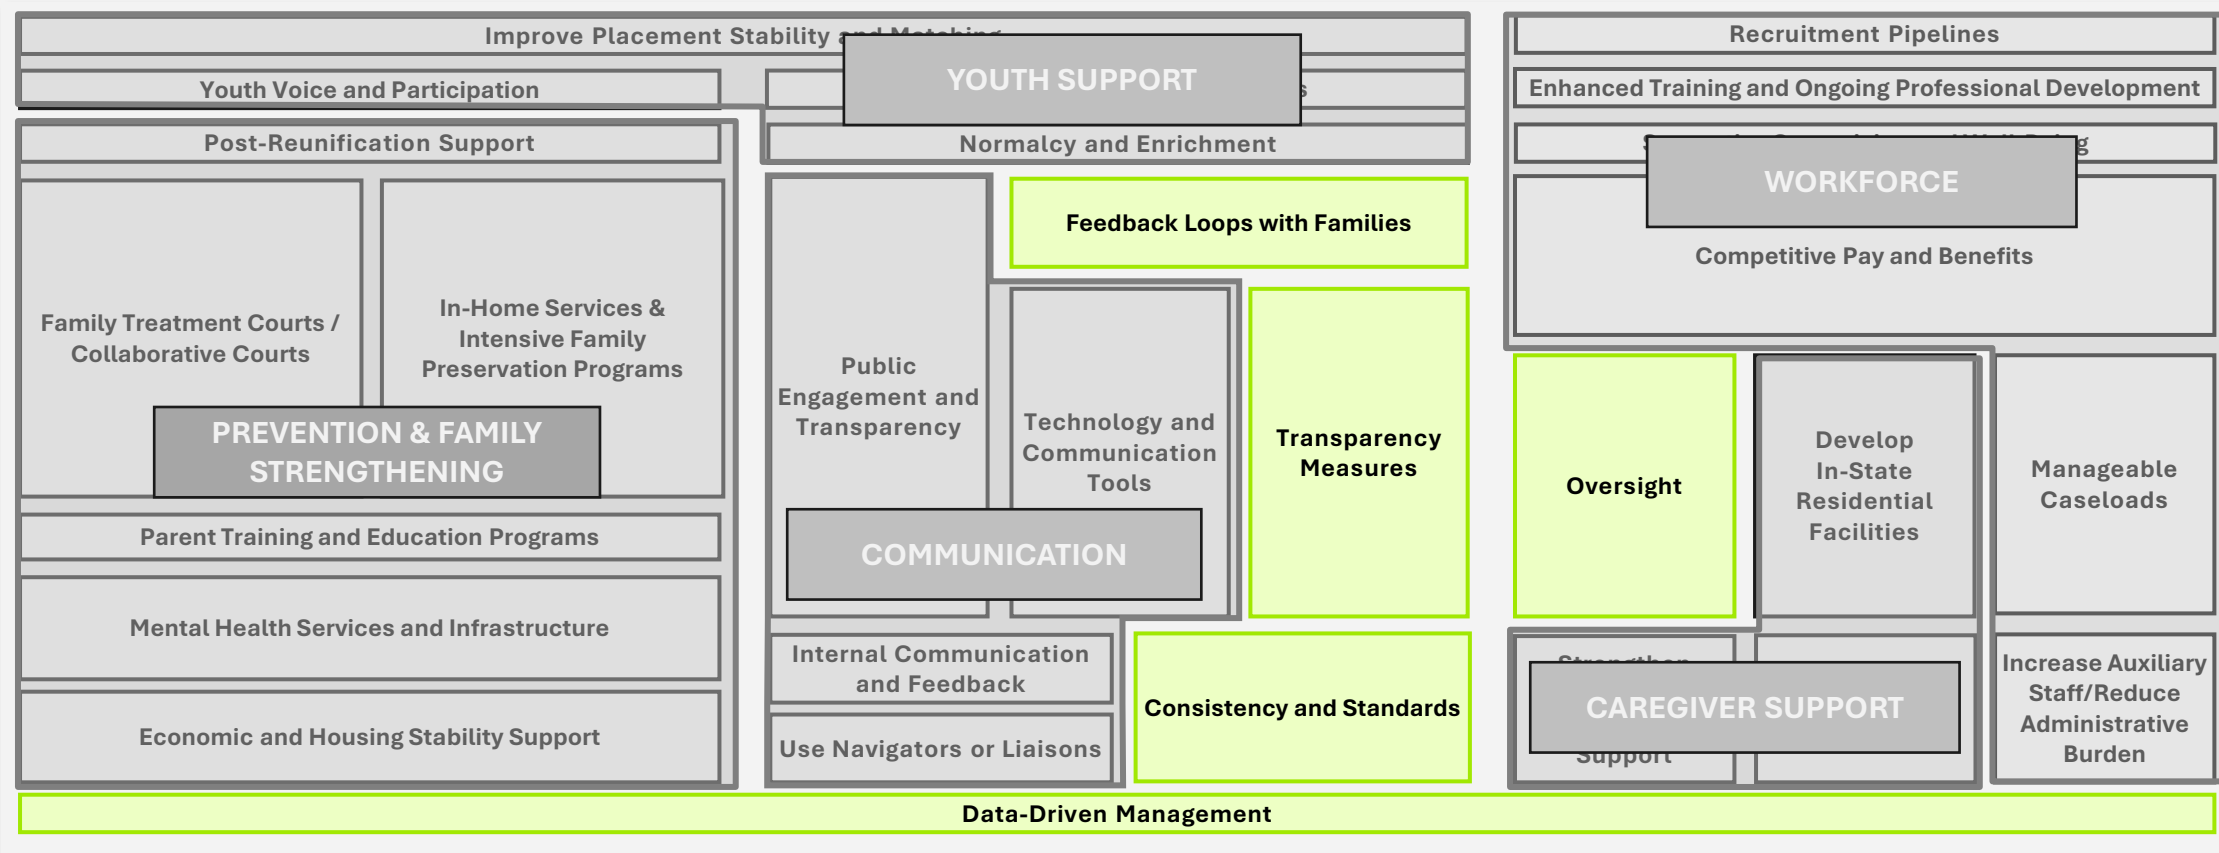 Improve Placement Stability and Matching
YOUTH SUPPORT
Youth Voice and Participation
Normalcy and Enrichment
Post-Reunification Support
Family Treatment Courts /
Collaborative Courts
In-Home Services &
Intensive Family
Preservation Programs
PREVENTION & FAMILY
STRENGTHENING
Parent Training and Education Programs
Mental Health Services and Infrastructure
Economic and Housing Stability Support
Public
Engagement and
Transparency
Feedback Loops with Families
Technology and
Communication
Tools
Transparency
Measures
COMMUNICATION
Internal Communication
and Feedback
Use Navigators or Liaisons
Consistency and Standards
Recruitment Pipelines
Enhanced Training and Ongoing Professional Development
WORKFORCE
Competitive Pay and Benefits
Oversight
Develop
In-State
Residential
Facilities
Manageable
Caseloads
Strengthen
CAREGIVER SUPPORT
Support
Increase Auxiliary
Staff/Reduce
Administrative
Burden
Data-Driven Management